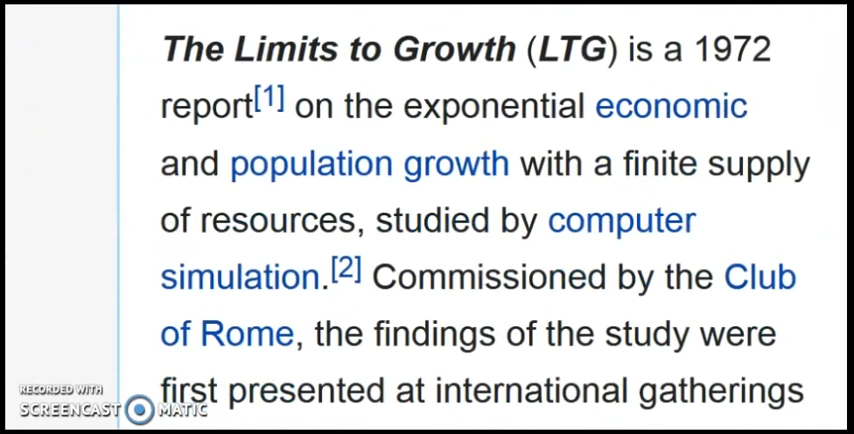 The Limits to Growth (LTG) is a 1972
report[1] on the exponential economic
and population growth with a finite supply
of resources, studied by computer
simulation.[2] Commissioned by the Club
of Rome, the findings of the study were
first presented at international gatherings
RECORDED WITH
SCREENCAST MATIC